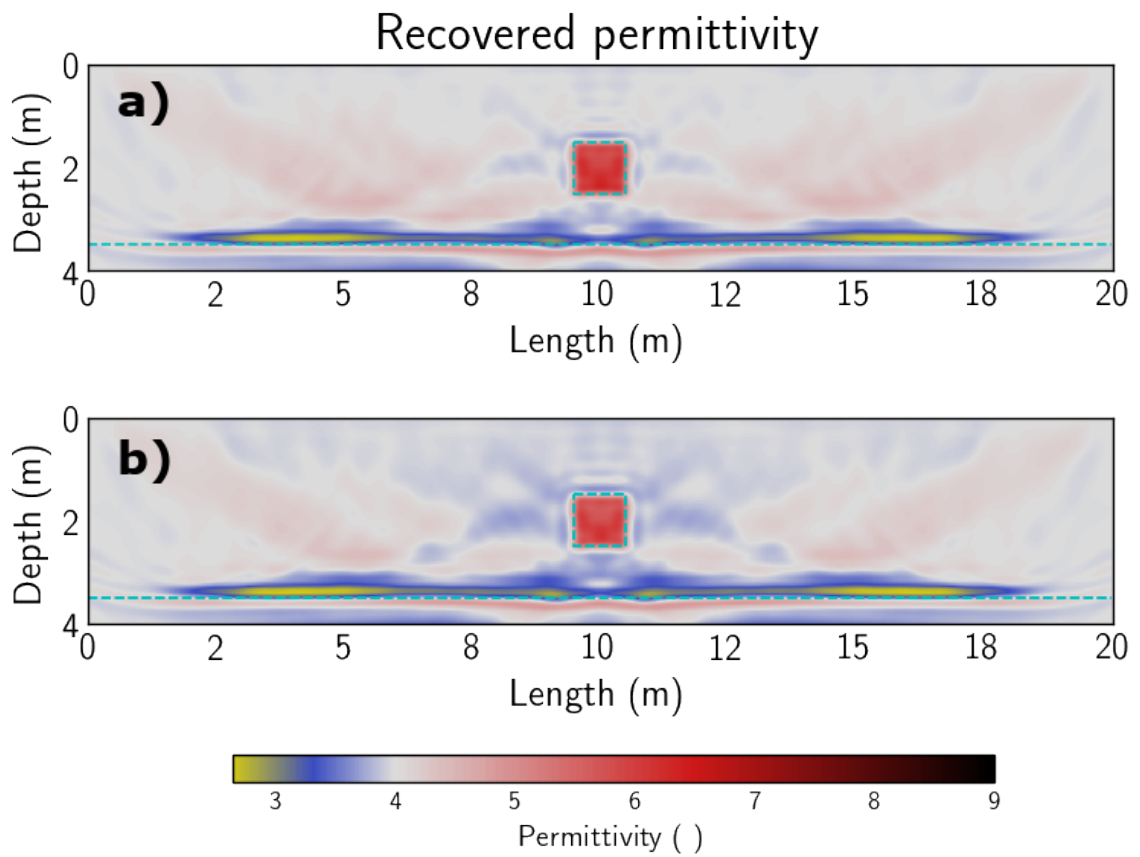 Recovered permittivity
a)
Depth (m)
0
2
4
0 2 5 8 10 12 15 18 20
Length (m)
b)
Depth (m)
0
2
4
0 2 5 8 10 12 15 18 20
Length (m)
3 4 5 6 7 8 9
Permittivity ( )